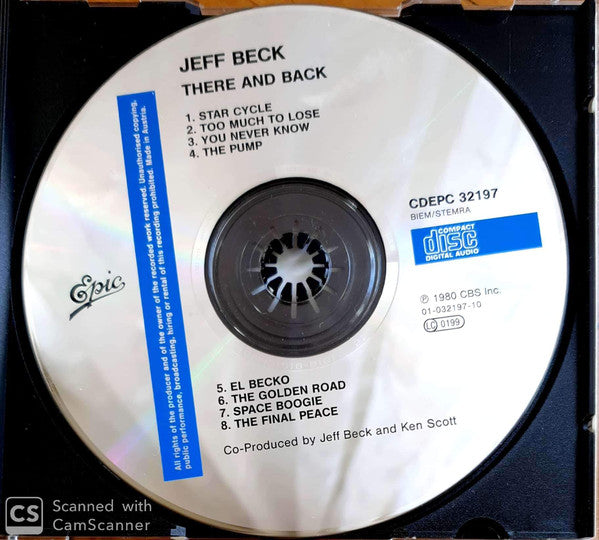 JEFF BECK
THERE AND BACK
1. STAR CYCLE
2. TOO MUCH TO LOSE
3. YOU NEVER KNOW
4. THE PUMP
All rights of the producer and of the owner of the recorded work reserved. Unauthorised copying,
public performance, broadcasting, hiring or rental of this recording prohibited. Made in Austria.
Epic
CDEPC 32197
BIEM/STEMRA
COMPACT
disc
DIGITAL AUDIO
℗ 1980 CBS Inc.
01-032197-10
LC 0199
5. EL BECKO
6. THE GOLDEN ROAD
7. SPACE BOOGIE
8. THE FINAL PEACE
Co-Produced by Jeff Beck and Ken Scott
CS Scanned with
CamScanner